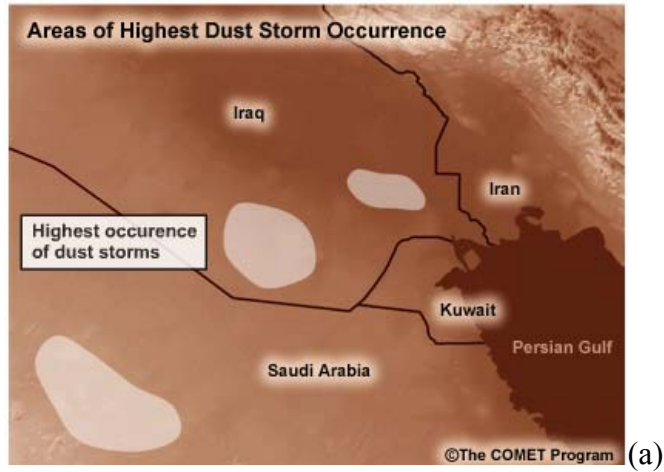 Areas of Highest Dust Storm Occurrence
Iraq
Iran
Highest occurence
of dust storms
Kuwait
Persian Gulf
Saudi Arabia
©The COMET Program
(a)